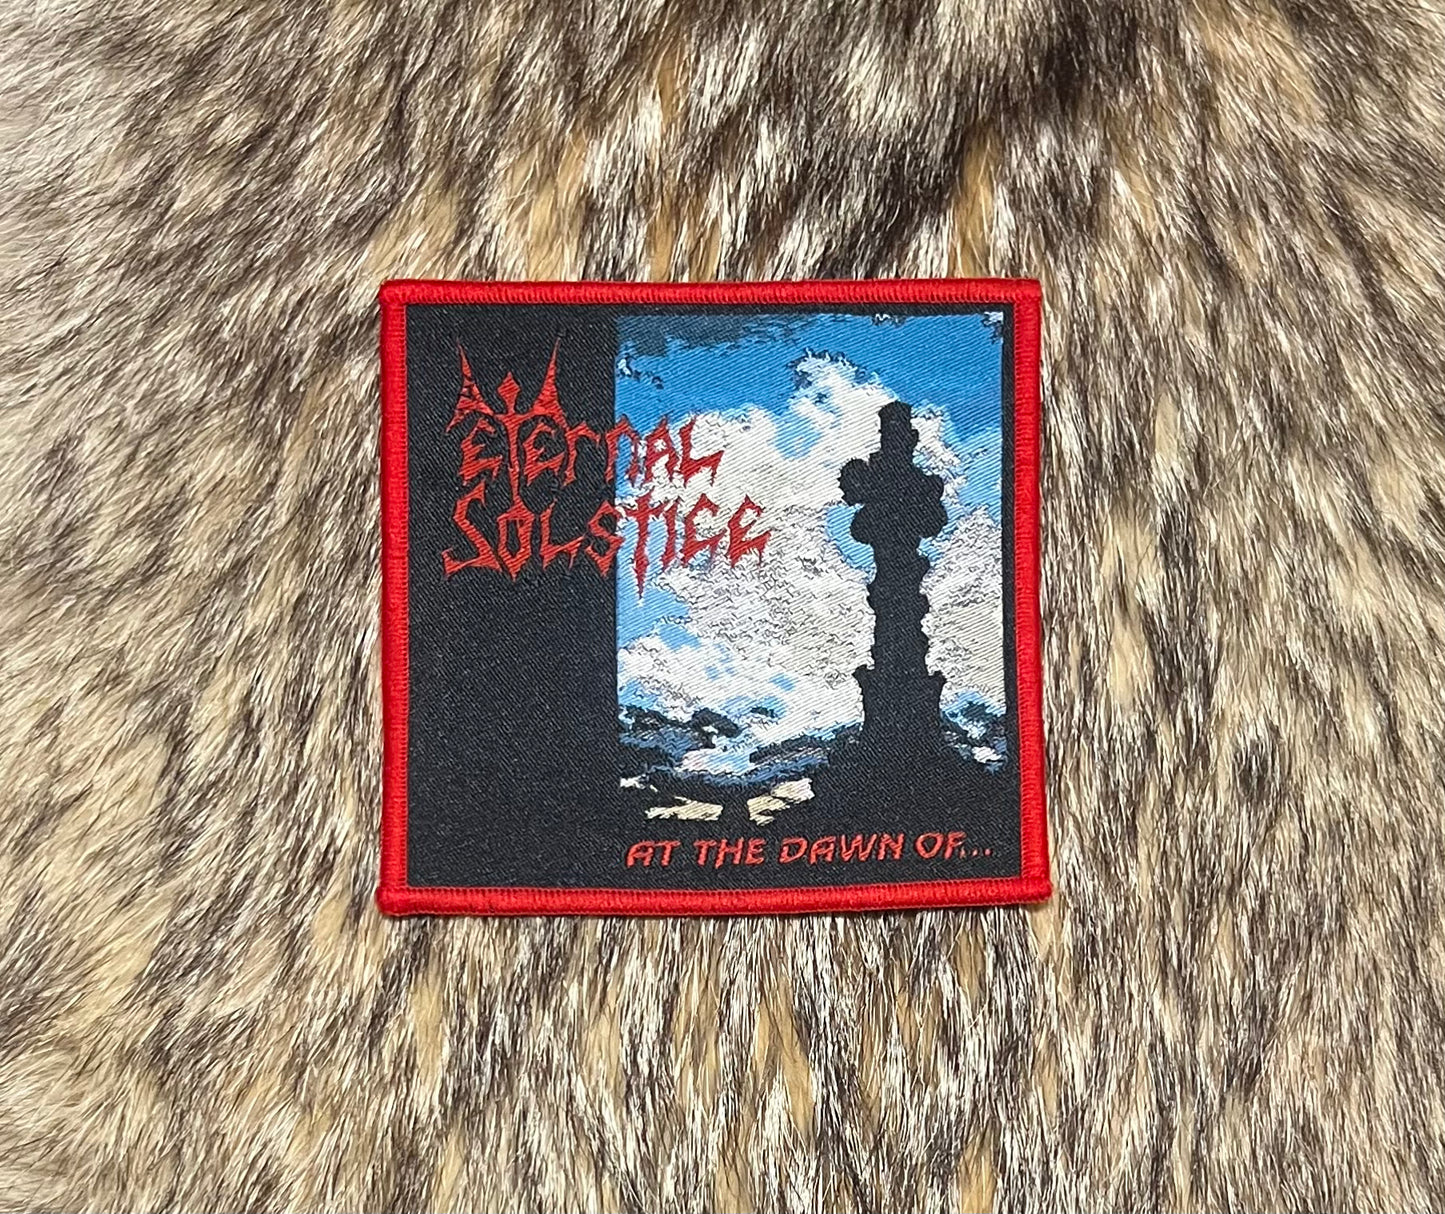 ETERNAL
SOLSTICE
AT THE DAWN OF...